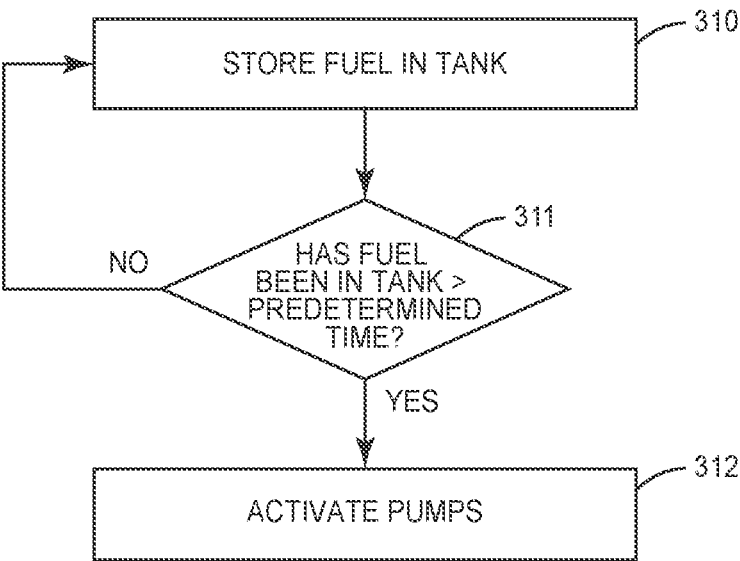 310
STORE FUEL IN TANK
311
HAS FUEL
BEEN IN TANK >
PREDETERMINED
TIME?
NO
YES
312
ACTIVATE PUMPS